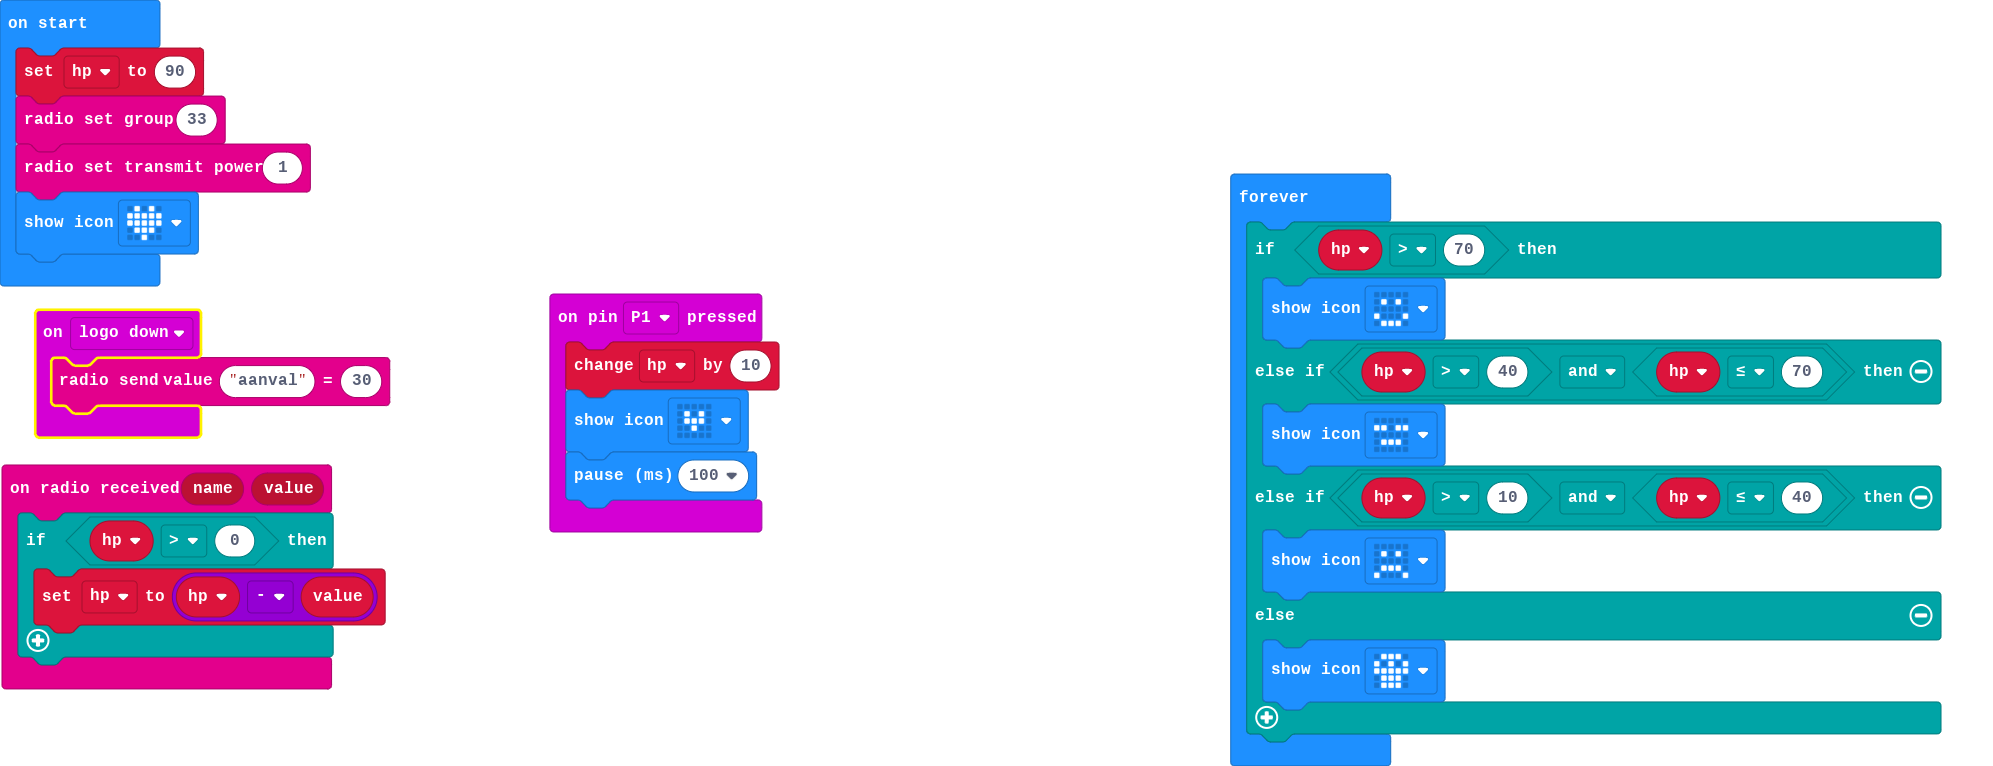 on start
set hp to 90
radio set group 33
radio set transmit power 1
show icon
on logo down
radio send value "aanval" = 30
on radio received name value
if hp > 0 then
set hp to hp - value
on pin P1 pressed
change hp by 10
show icon
pause (ms) 100
forever
if hp > 70 then
show icon
else if hp > 40 and hp ≤ 70 then
show icon
else if hp > 10 and hp ≤ 40 then
show icon
else
show icon